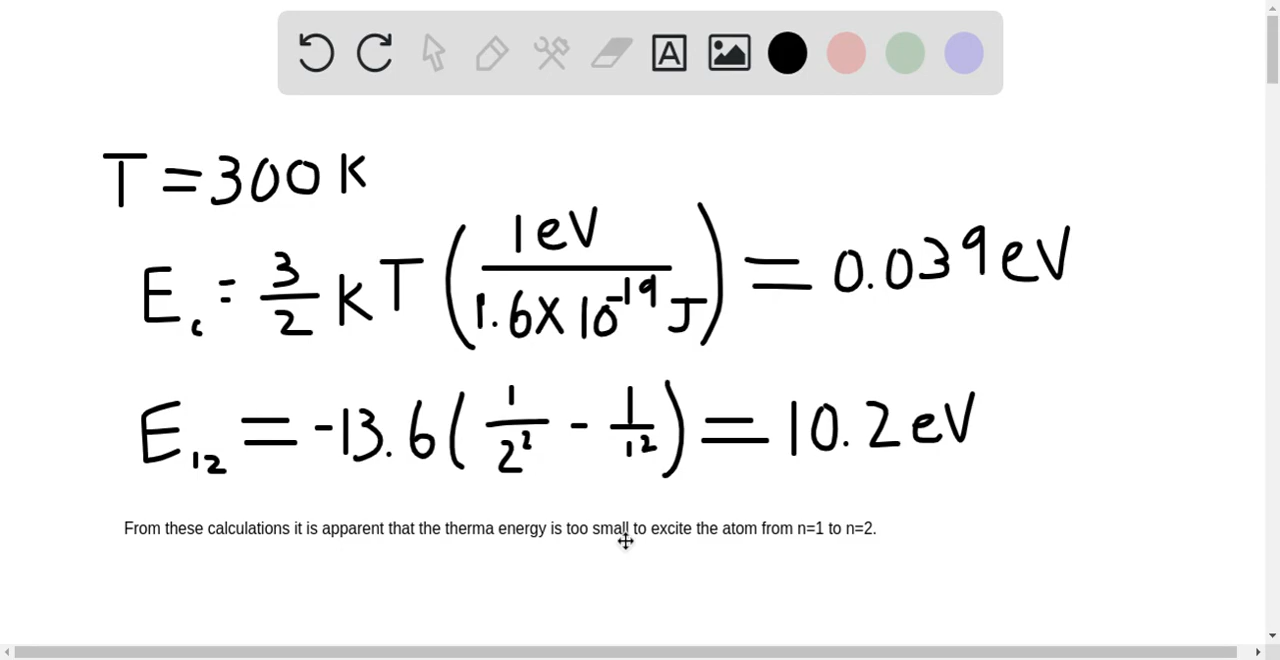 A
T = 300 K
E_c = 3/2 kT (1eV / 1.6 x 10^-19 J) = 0.039 eV
E_12 = -13.6 (1/2^2 - 1/1^2) = 10.2 eV
From these calculations it is apparent that the therma energy is too small to excite the atom from n=1 to n=2.